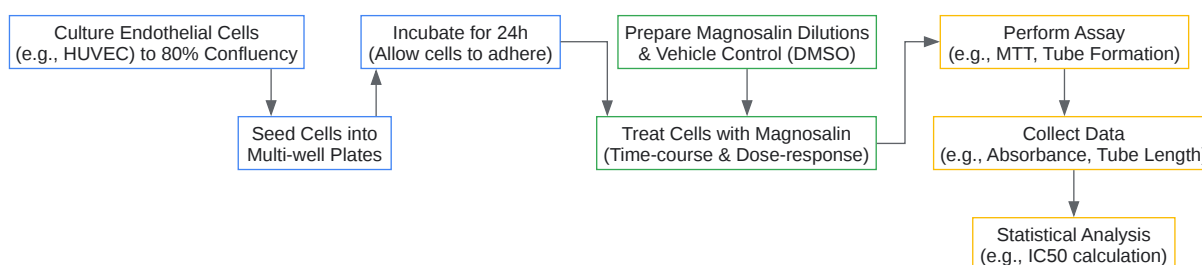 Culture Endothelial Cells
(e.g., HUVEC) to 80% Confluency
Seed Cells into
Multi-well Plates
Incubate for 24h
(Allow cells to adhere)
Prepare Magnosalin Dilutions
& Vehicle Control (DMSO)
Treat Cells with Magnosalin
(Time-course & Dose-response)
Perform Assay
(e.g., MTT, Tube Formation)
Collect Data
(e.g., Absorbance, Tube Length)
Statistical Analysis
(e.g., IC50 calculation)